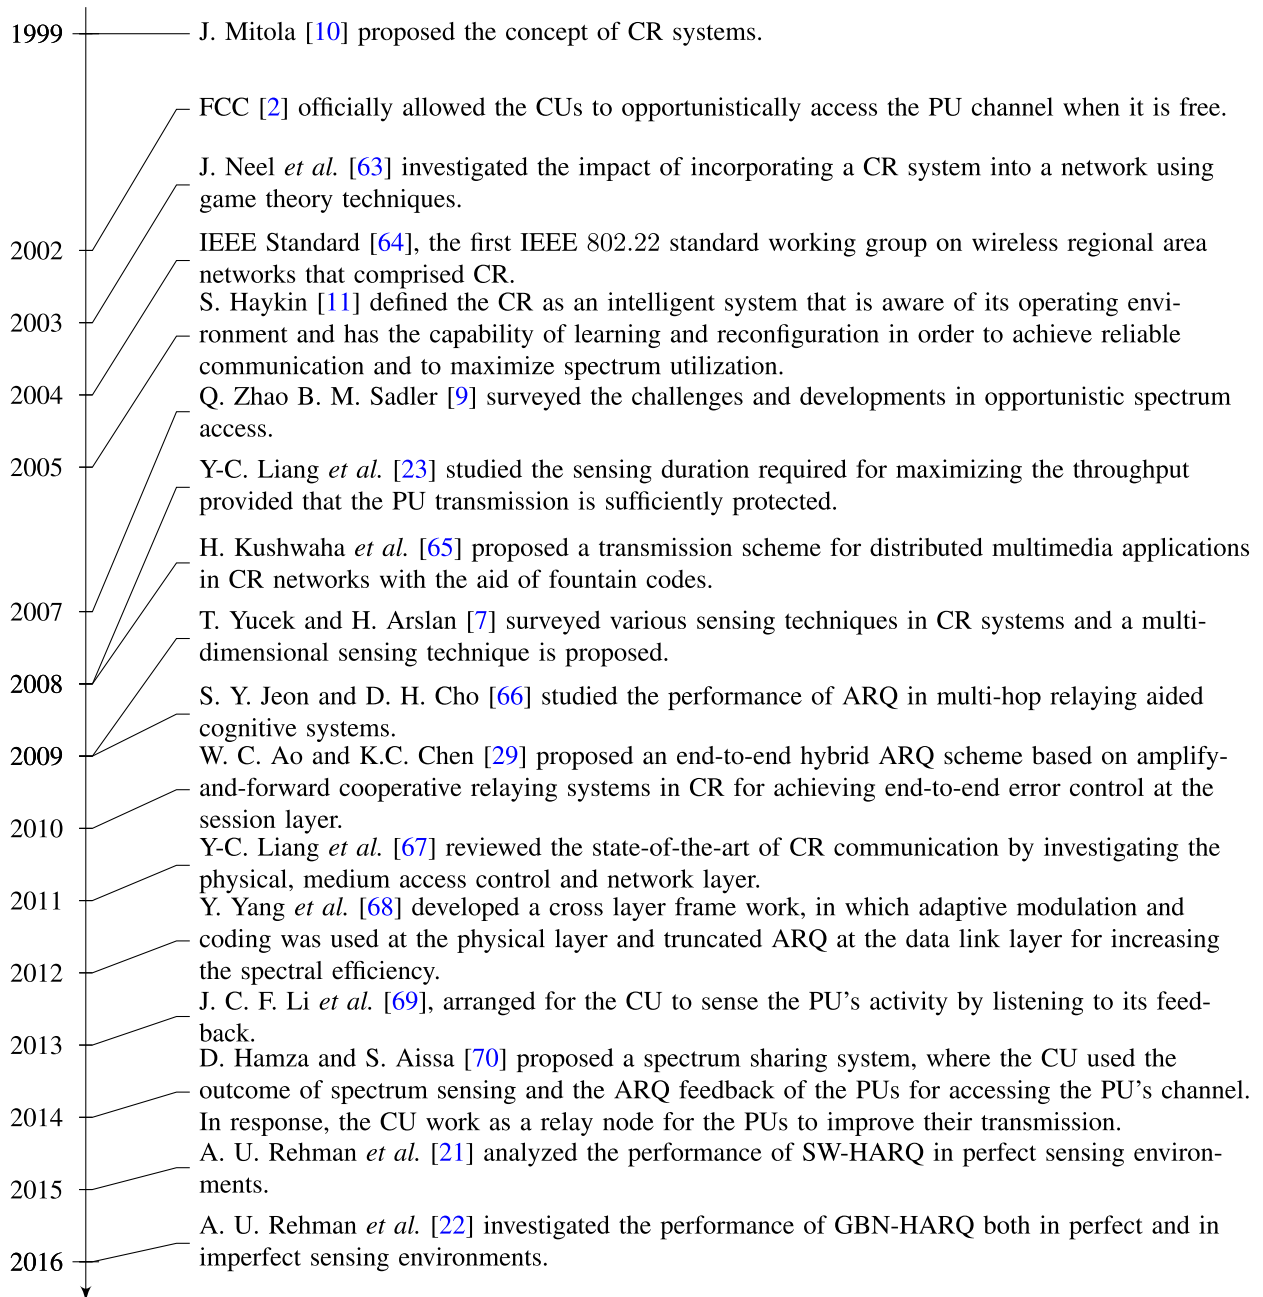 1999
J. Mitola [10] proposed the concept of CR systems.
FCC [2] officially allowed the CUs to opportunistically access the PU channel when it is free.
J. Neel et al. [63] investigated the impact of incorporating a CR system into a network using
game theory techniques.
2002
IEEE Standard [64], the first IEEE 802.22 standard working group on wireless regional area
networks that comprised CR.
2003
S. Haykin [11] defined the CR as an intelligent system that is aware of its operating envi-
ronment and has the capability of learning and reconfiguration in order to achieve reliable
communication and to maximize spectrum utilization.
2004
Q. Zhao B. M. Sadler [9] surveyed the challenges and developments in opportunistic spectrum
access.
2005
Y-C. Liang et al. [23] studied the sensing duration required for maximizing the throughput
provided that the PU transmission is sufficiently protected.
H. Kushwaha et al. [65] proposed a transmission scheme for distributed multimedia applications
in CR networks with the aid of fountain codes.
2007
T. Yucek and H. Arslan [7] surveyed various sensing techniques in CR systems and a multi-
dimensional sensing technique is proposed.
2008
S. Y. Jeon and D. H. Cho [66] studied the performance of ARQ in multi-hop relaying aided
cognitive systems.
2009
W. C. Ao and K.C. Chen [29] proposed an end-to-end hybrid ARQ scheme based on amplify-
and-forward cooperative relaying systems in CR for achieving end-to-end error control at the
session layer.
2010
Y-C. Liang et al. [67] reviewed the state-of-the-art of CR communication by investigating the
physical, medium access control and network layer.
2011
Y. Yang et al. [68] developed a cross layer frame work, in which adaptive modulation and
coding was used at the physical layer and truncated ARQ at the data link layer for increasing
the spectral efficiency.
2012
J. C. F. Li et al. [69], arranged for the CU to sense the PU's activity by listening to its feed-
back.
2013
D. Hamza and S. Aissa [70] proposed a spectrum sharing system, where the CU used the
outcome of spectrum sensing and the ARQ feedback of the PUs for accessing the PU's channel.
In response, the CU work as a relay node for the PUs to improve their transmission.
2014
A. U. Rehman et al. [21] analyzed the performance of SW-HARQ in perfect sensing environ-
ments.
2015
A. U. Rehman et al. [22] investigated the performance of GBN-HARQ both in perfect and in
imperfect sensing environments.
2016